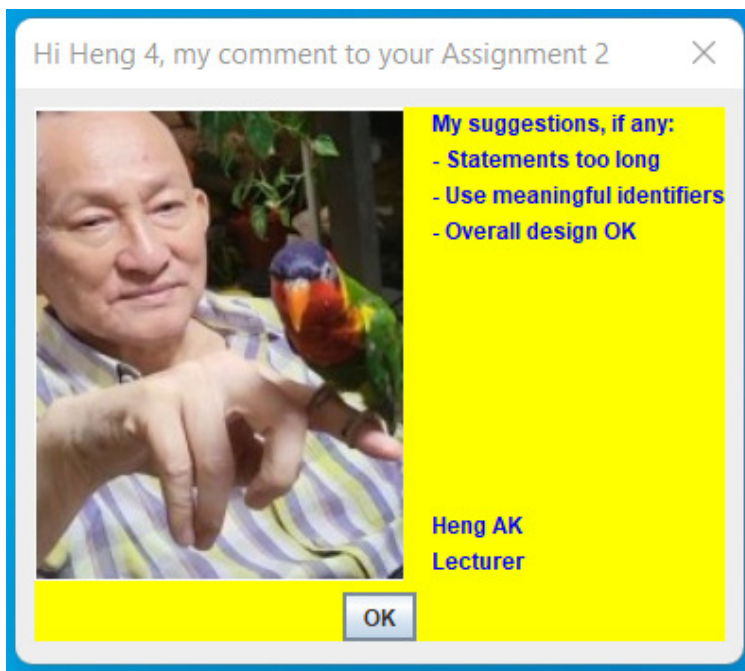 Hi Heng 4, my comment to your Assignment 2
My suggestions, if any:
- Statements too long
- Use meaningful identifiers
- Overall design OK
Heng AK
Lecturer
OK